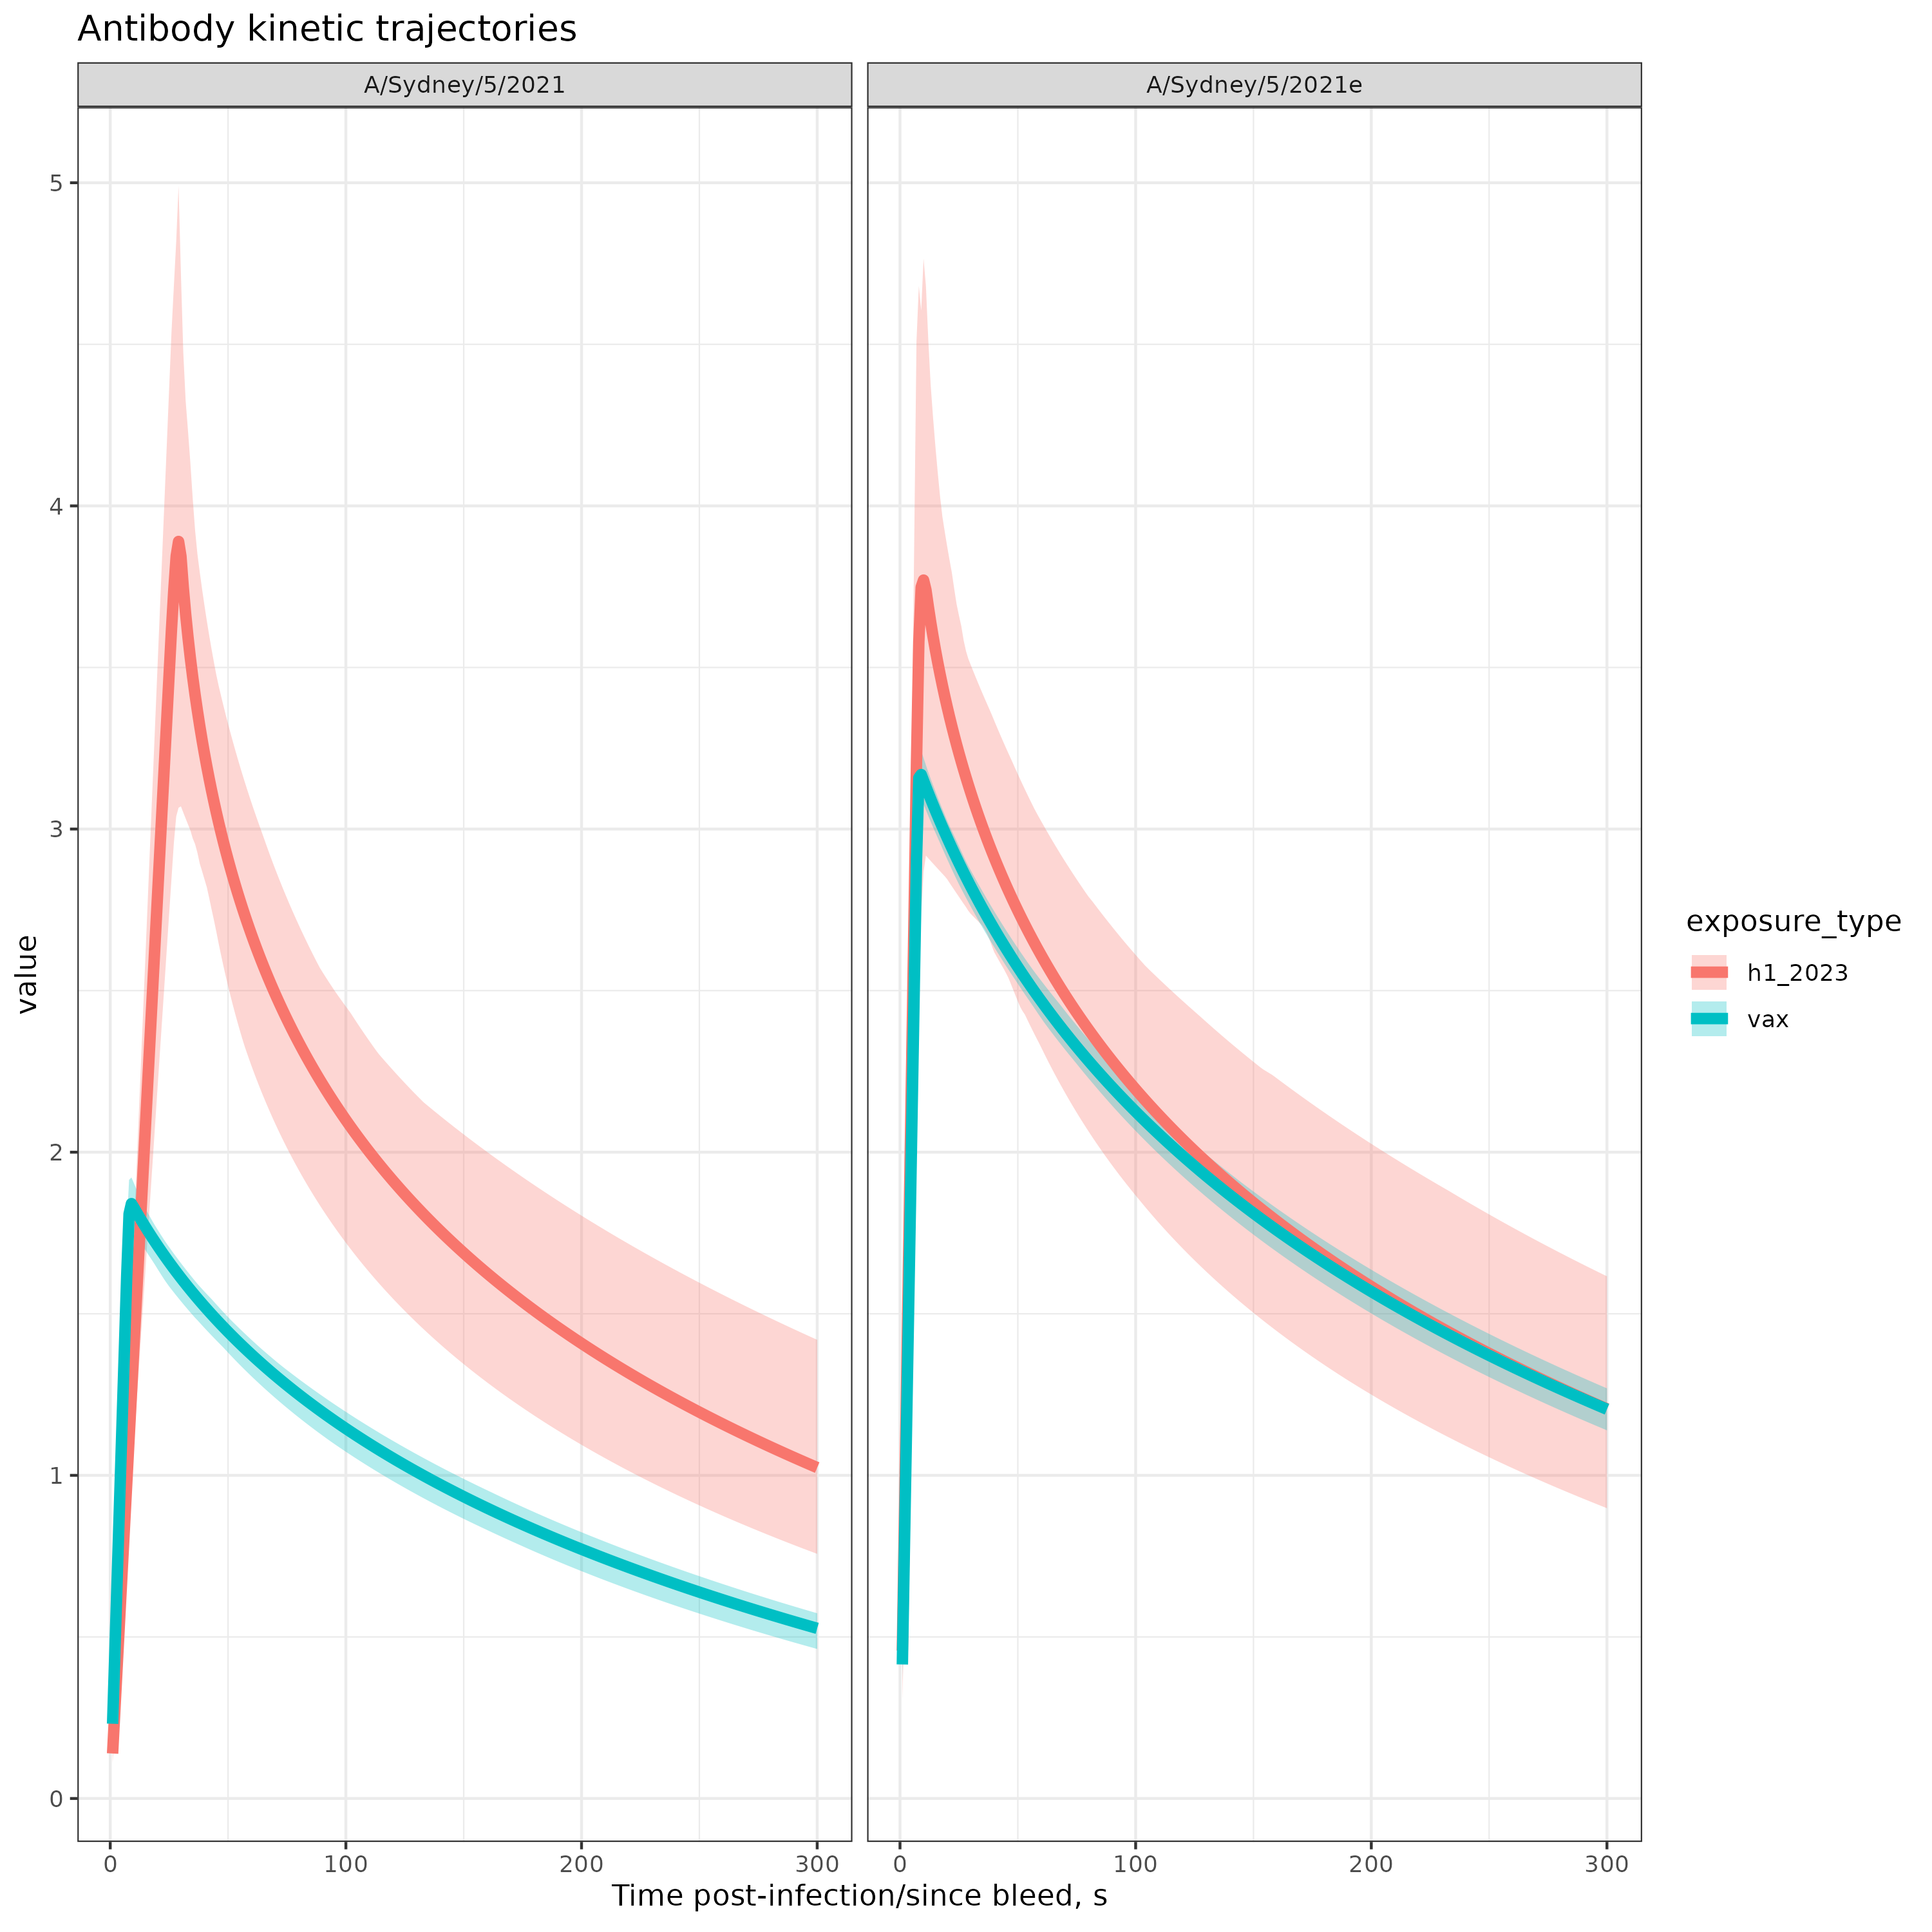 Antibody kinetic trajectories
A/Sydney/5/2021
A/Sydney/5/2021e
5
4
3
2
1
0
value
0
100
200
300
0
100
200
300
Time post-infection/since bleed, s
exposure_type
h1_2023
vax